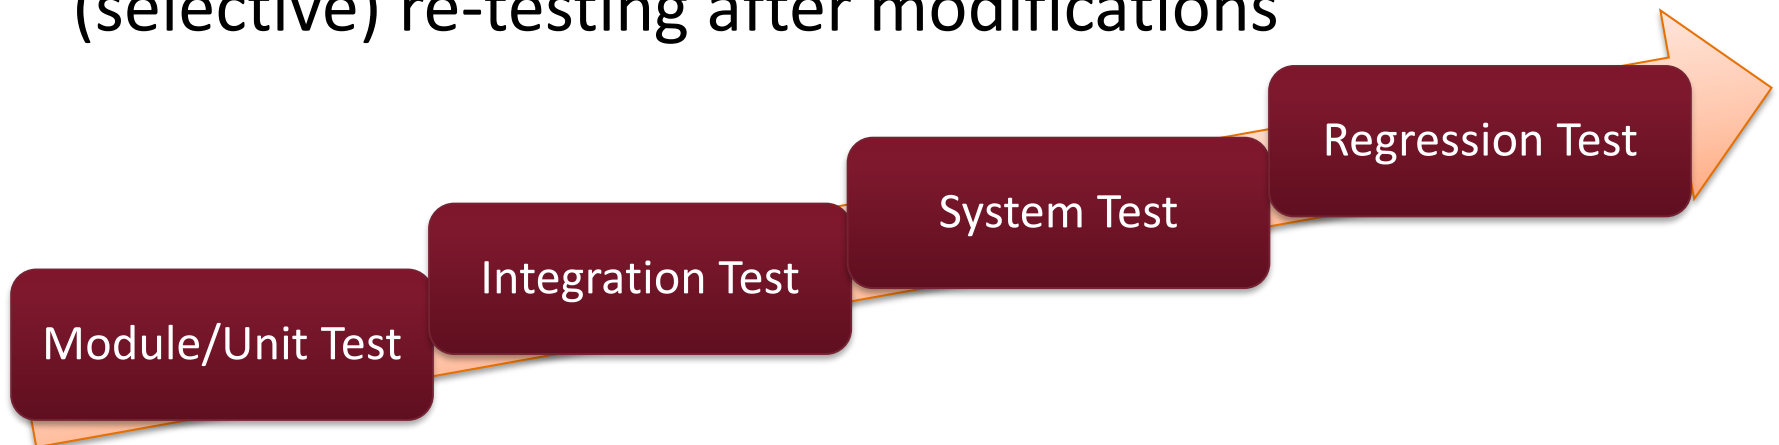 (selective) re-testing after modifications
Regression Test
System Test
Integration Test
Module/Unit Test